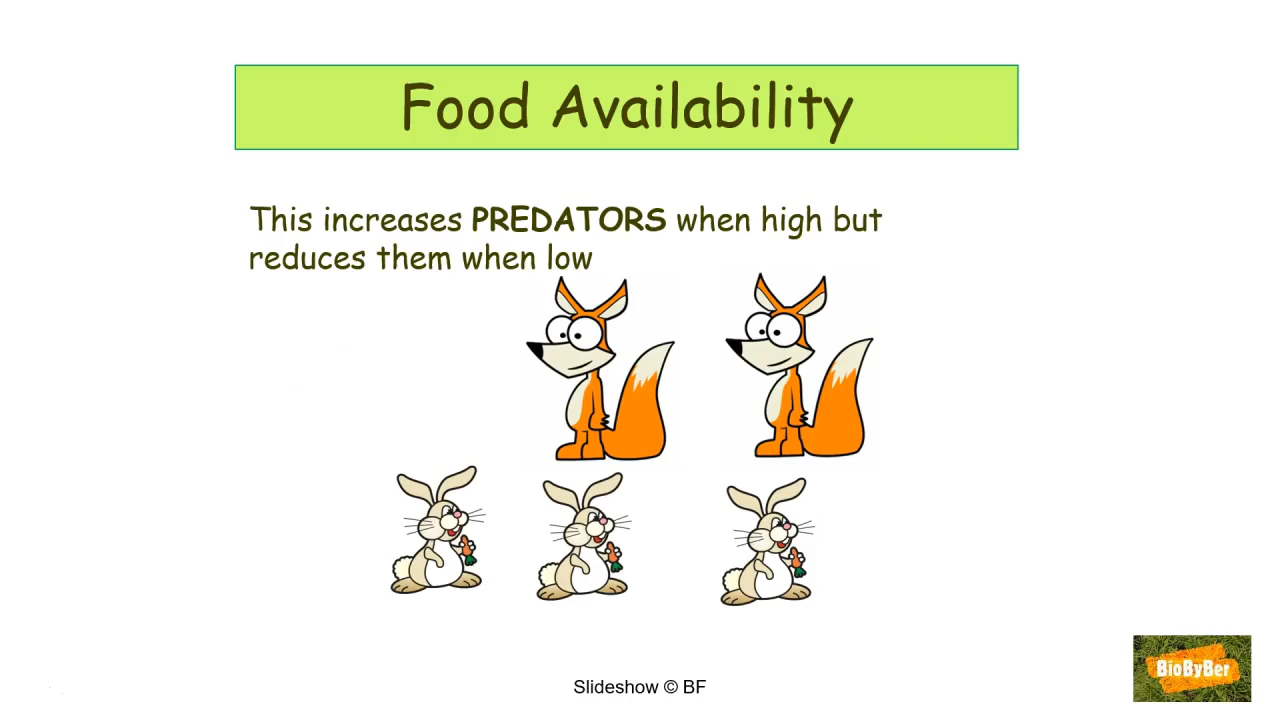 Food Availability
This increases PREDATORS when high but
reduces them when low
Slideshow © BF
BioByBer